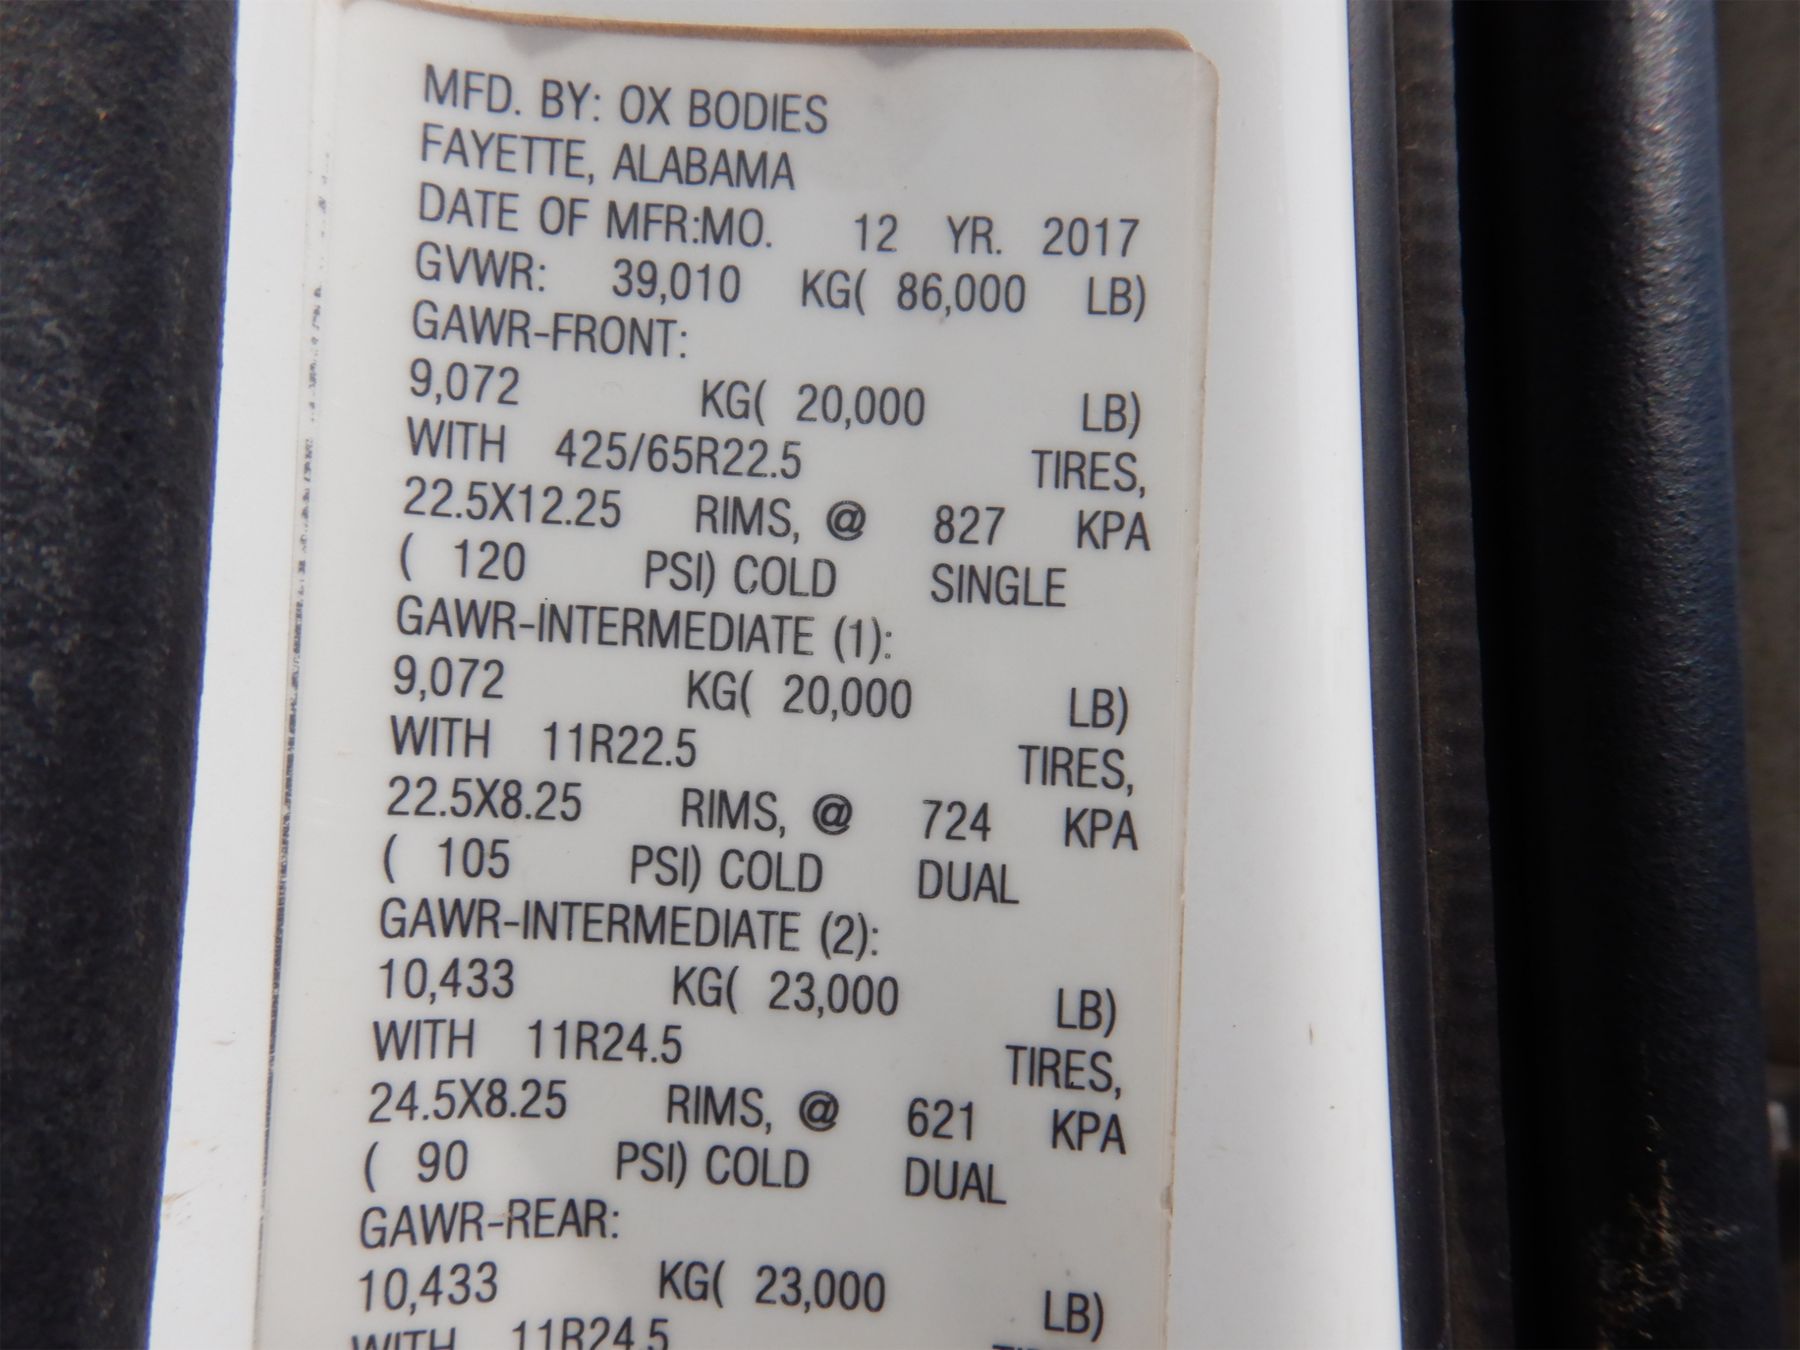 MFD. BY: OX BODIES
FAYETTE, ALABAMA
DATE OF MFR:MO. 12 YR. 2017
GVWR: 39,010 KG( 86,000 LB)
GAWR-FRONT:
9,072 KG( 20,000 LB)
WITH 425/65R22.5 TIRES,
22.5X12.25 RIMS, @ 827 KPA
( 120 PSI) COLD SINGLE
GAWR-INTERMEDIATE (1):
9,072 KG( 20,000 LB)
WITH 11R22.5 TIRES,
22.5X8.25 RIMS, @ 724 KPA
( 105 PSI) COLD DUAL
GAWR-INTERMEDIATE (2):
10,433 KG( 23,000 LB)
WITH 11R24.5 TIRES,
24.5X8.25 RIMS, @ 621 KPA
( 90 PSI) COLD DUAL
GAWR-REAR:
10,433 KG( 23,000 LB)
WITH 11R24.5